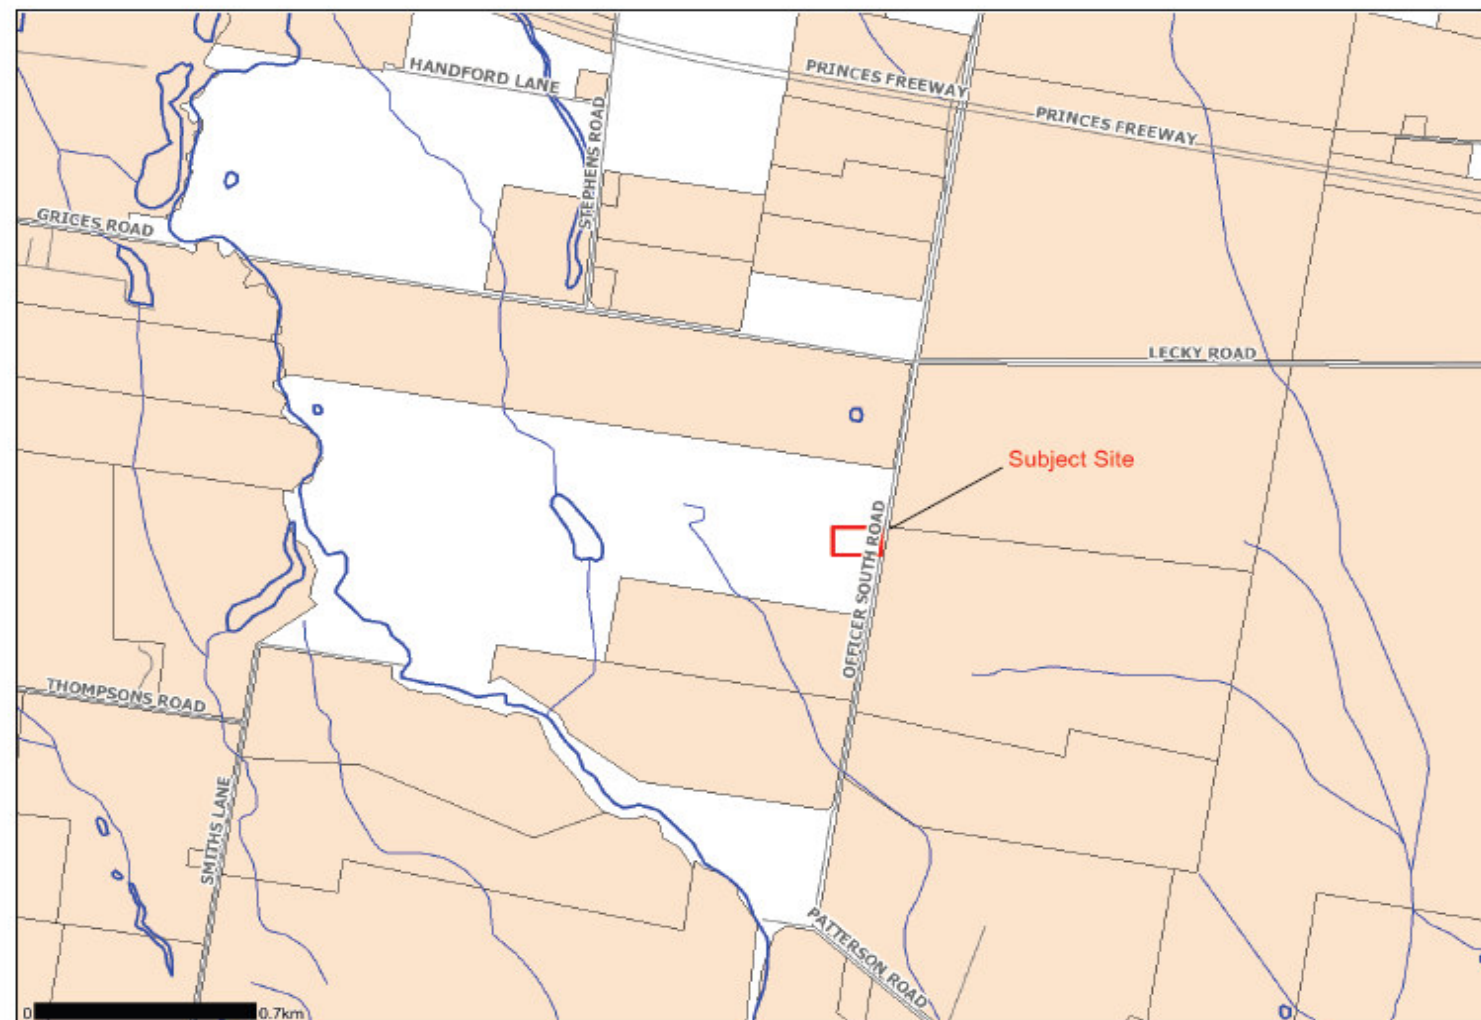 HANDFORD LANE
PRINCES FREEWAY
PRINCES FREEWAY
STEPHENS ROAD
GRICES ROAD
LECKY ROAD
Subject Site
OFFICER SOUTH ROAD
THOMPSONS ROAD
SMITHS LANE
PATTERSON ROAD
0 0.7km